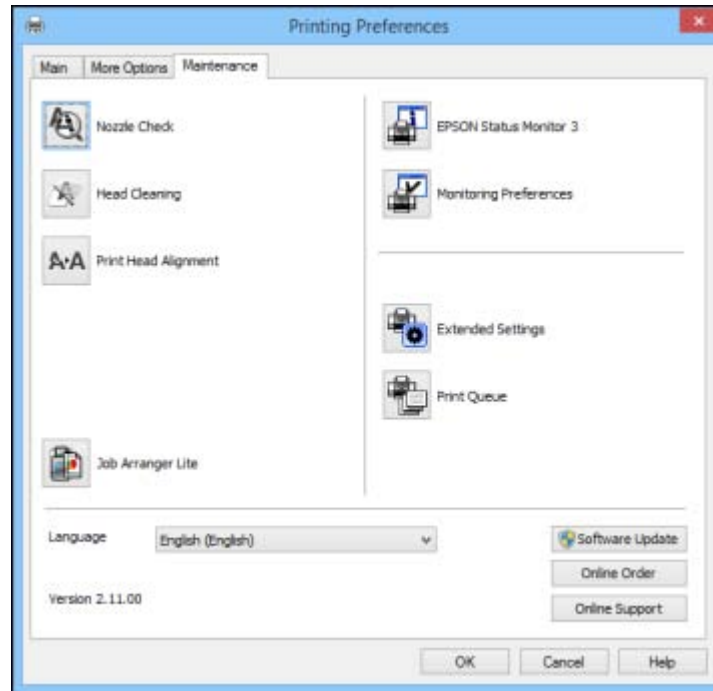 Printing Preferences
Main
More Options
Maintenance
Nozzle Check
EPSON Status Monitor 3
Head Cleaning
Monitoring Preferences
A·A Print Head Alignment
Extended Settings
Print Queue
Job Arranger Lite
Language
English (English)
Software Update
Online Order
Version 2.11.00
Online Support
OK
Cancel
Help